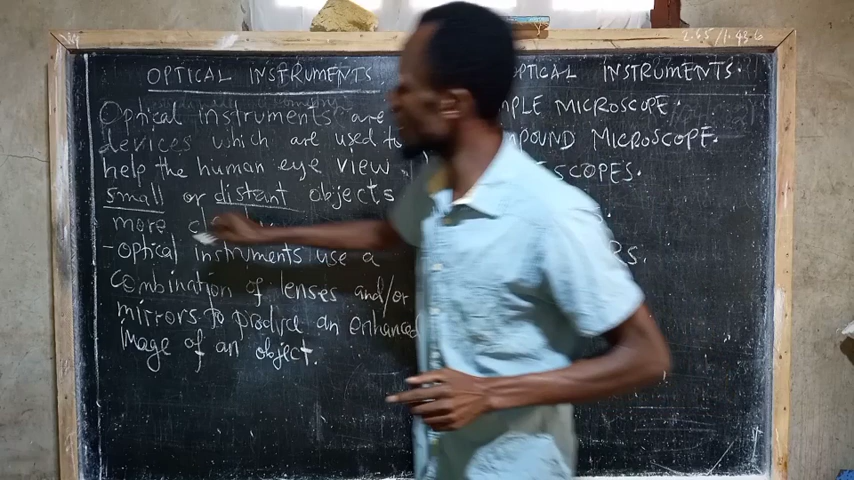 OPTICAL INSTRUMENTS.
Optical instruments are
devices which are used to
help the human eye view
small or distant objects
more
-optical instruments use a
Combination of lenses and/or
mirrors to produce an enhanced
image of an object.
OPTICAL INSTRUMENTS.
MICROSCOPE.
MICROSCOPE.